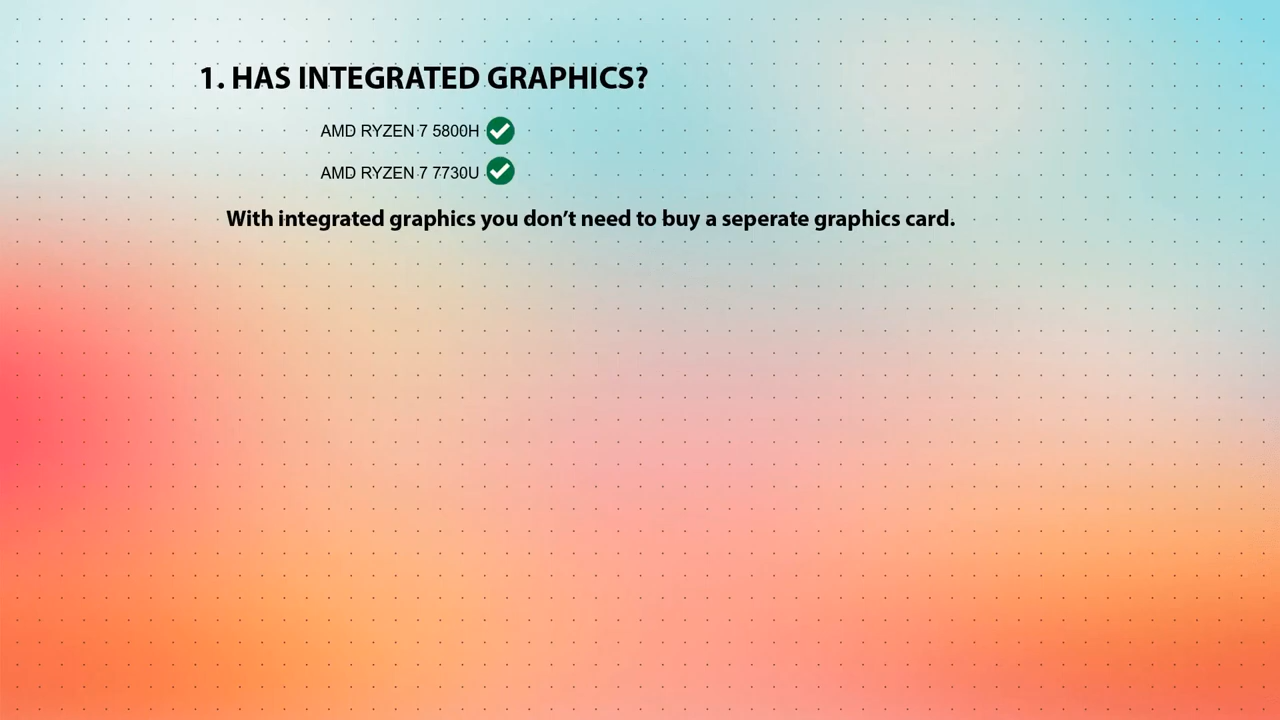 1. HAS INTEGRATED GRAPHICS?
AMD RYZEN 7 5800H
AMD RYZEN 7 7730U
With integrated graphics you don’t need to buy a seperate graphics card.